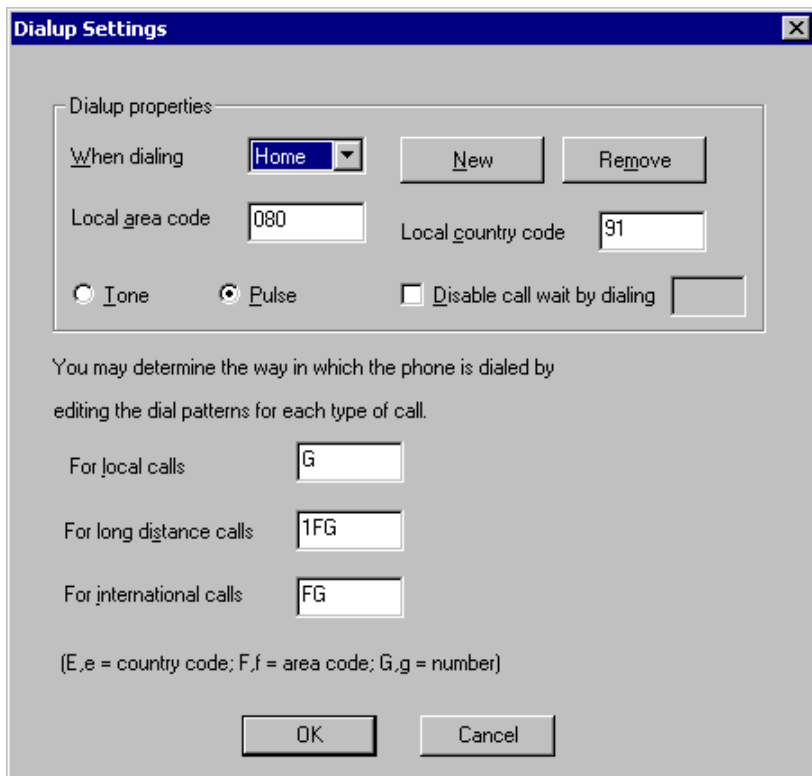 Dialup Settings
Dialup properties
When dialing Home New Remove
Local area code 080 Local country code 91
Tone Pulse Disable call wait by dialing
You may determine the way in which the phone is dialed by
editing the dial patterns for each type of call.
For local calls G
For long distance calls 1FG
For international calls FG
(E,e = country code; F,f = area code; G,g = number)
OK Cancel